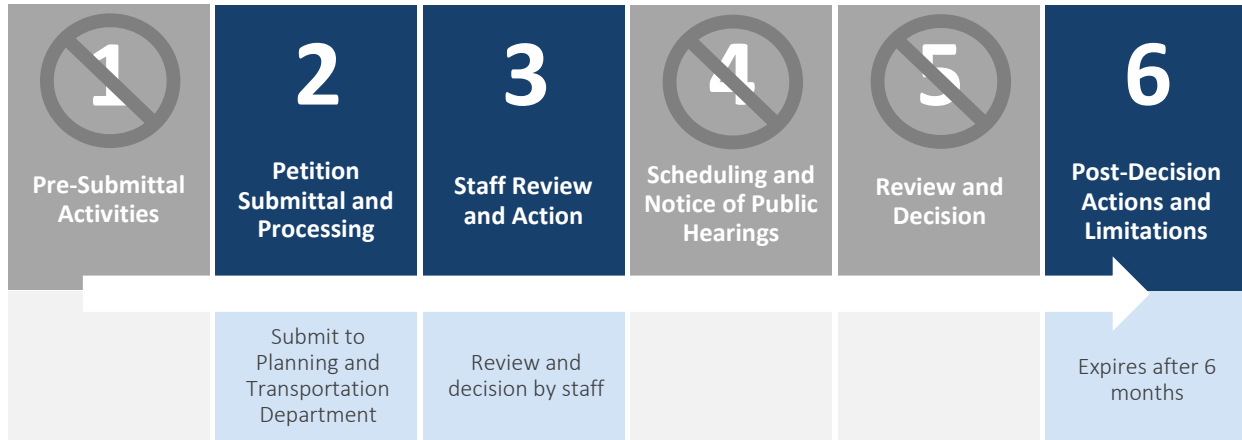 1
Pre-Submittal
Activities
2
Petition
Submittal and
Processing
3
Staff Review
and Action
4
Scheduling and
Notice of Public
Hearings
5
Review and
Decision
6
Post-Decision
Actions and
Limitations
Submit to
Planning and
Transportation
Department
Review and
decision by staff
Expires after 6
months